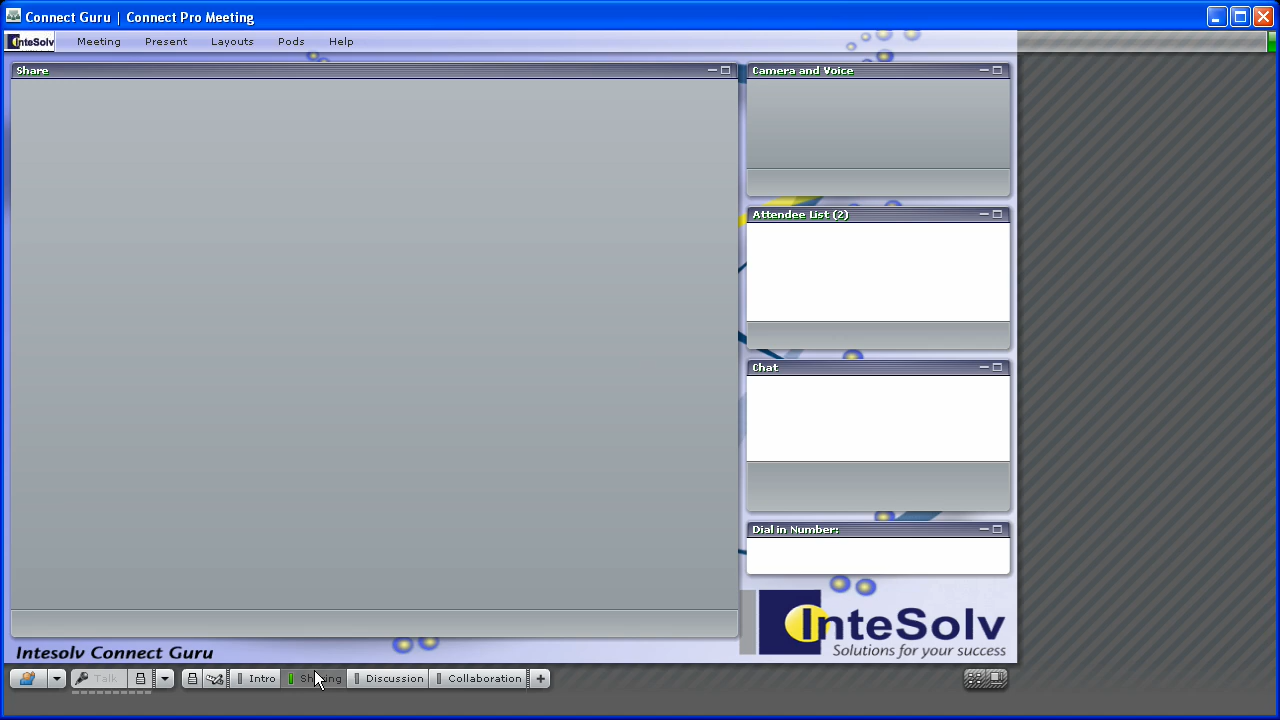 Connect Guru | Connect Pro Meeting
InteSolv Meeting Present Layouts Pods Help
Share
Camera and Voice
Attendee List (2)
Chat
Dial in Number:
InteSolv
Solutions for your success
Intesolv Connect Guru
Talk Intro Sharing Discussion Collaboration